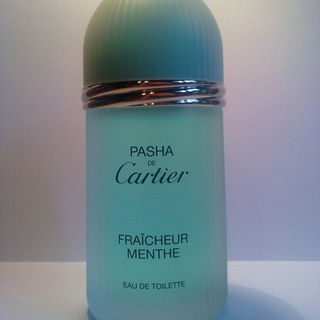 PASHA
DE
Cartier
FRAÎCHEUR
MENTHE
EAU DE TOILETTE